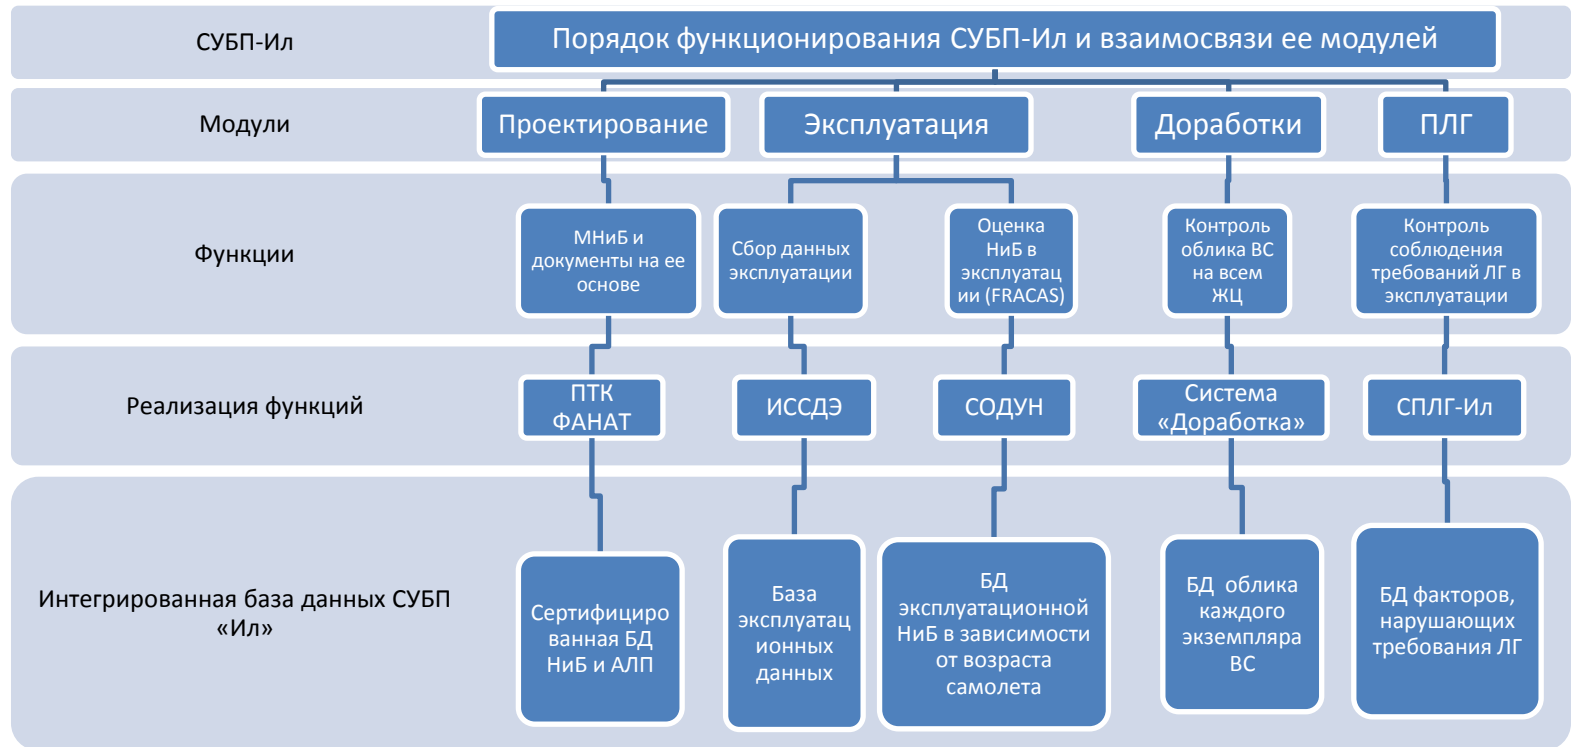 СУБП-Ил
Порядок функционирования СУБП-Ил и взаимосвязи ее модулей
Модули
Проектирование
Эксплуатация
Доработки
ПЛГ
Функции
МНиБ и
документы на ее
основе
Сбор данных
эксплуатации
Оценка
НиБ в
эксплуатац
ии (FRACAS)
Контроль
облика ВС
на всем
ЖЦ
Контроль
соблюдения
требований ЛГ в
эксплуатации
Реализация функций
ПТК
ФАНАТ
ИССДЭ
СОДУН
Система
«Доработка»
СПЛГ-Ил
Интегрированная база данных СУБП
«Ил»
Сертифициро
ванная БД
НиБ и АЛП
База
эксплуатац
ионных
данных
БД
эксплуатационной
НиБ в зависимости
от возраста
самолета
БД облика
каждого
экземпляра
ВС
БД факторов,
нарушающих
требования ЛГ